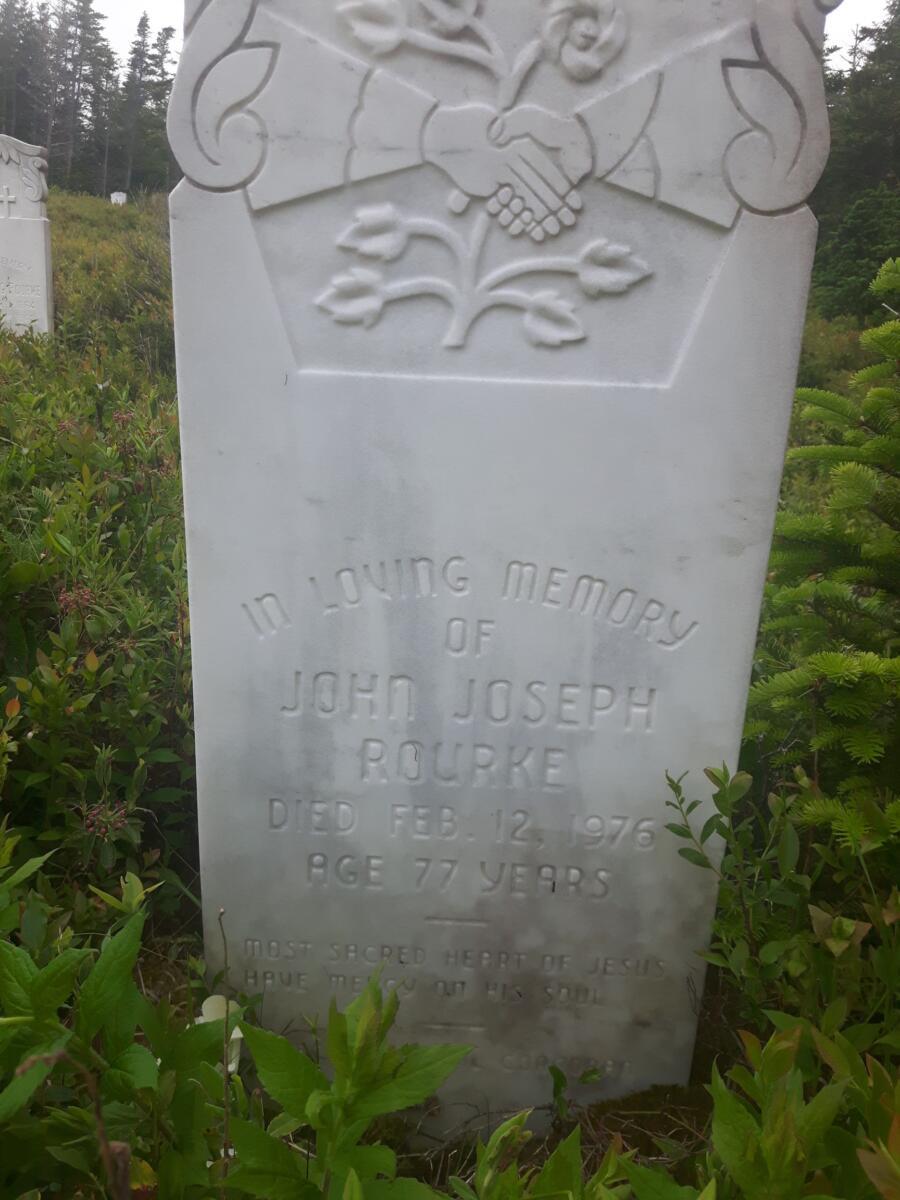 IN LOVING MEMORY
OF
JOHN JOSEPH
ROURKE
DIED FEB. 12, 1976
AGE 77 YEARS
MOST SACRED HEART OF JESUS
HAVE MERCY ON HIS SOUL